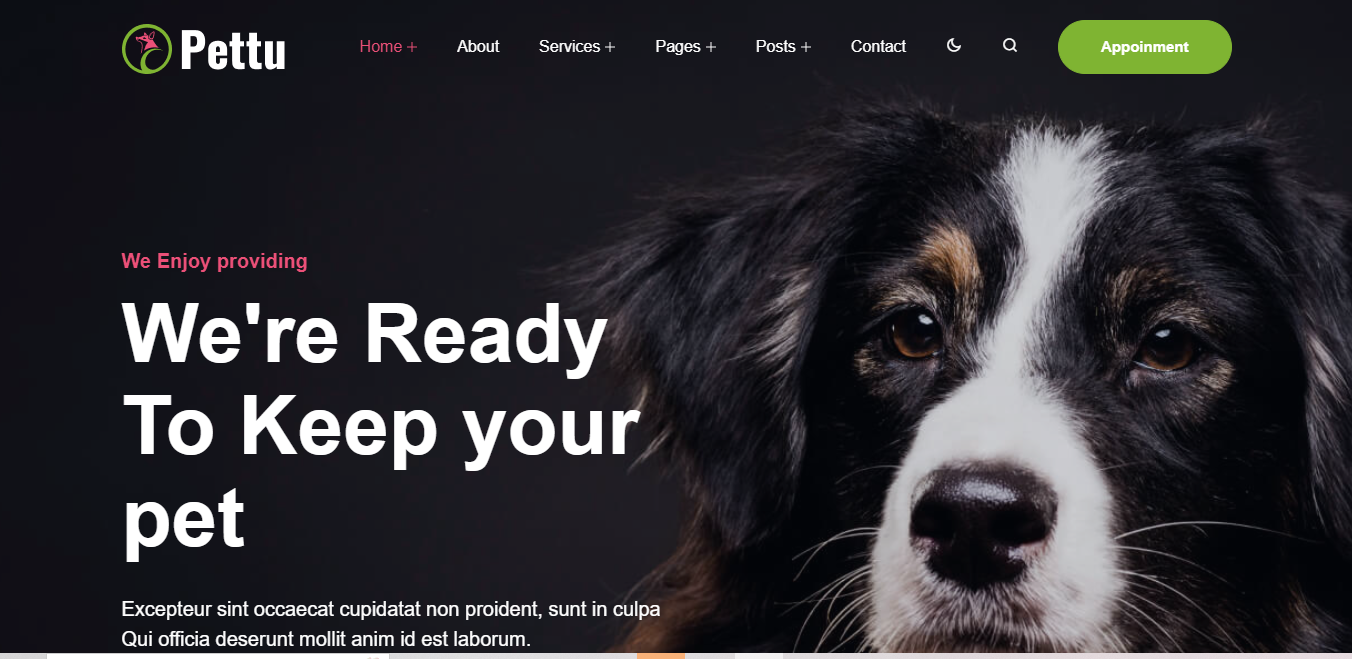 Pettu
Home + About Services + Pages + Posts + Contact Appoinment
We Enjoy providing
We're Ready
To Keep your
pet
Excepteur sint occaecat cupidatat non proident, sunt in culpa
Qui officia deserunt mollit anim id est laborum.